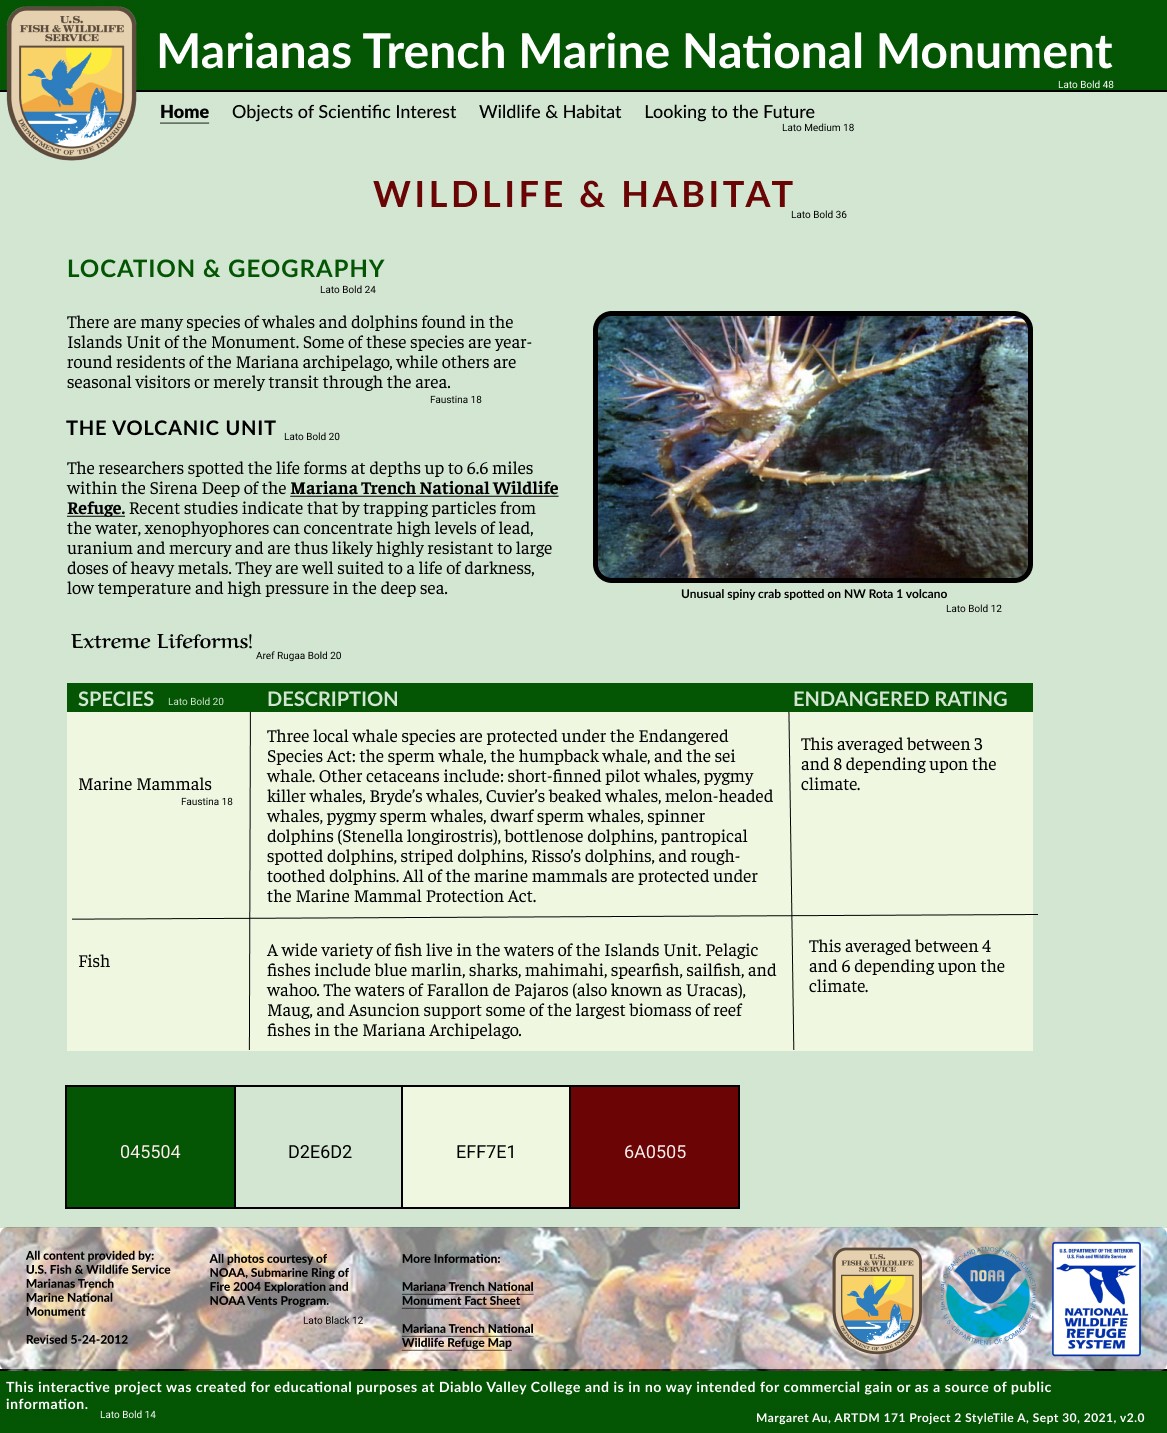 U.S.
FISH & WILDLIFE
SERVICE
DEPARTMENT OF THE INTERIOR
Marianas Trench Marine National Monument
Lato Bold 48
Home Objects of Scientific Interest Wildlife & Habitat Looking to the Future
Lato Medium 18
WILDLIFE & HABITAT
Lato Bold 36
LOCATION & GEOGRAPHY
Lato Bold 24
There are many species of whales and dolphins found in the
Islands Unit of the Monument. Some of these species are year-
round residents of the Mariana archipelago, while others are
seasonal visitors or merely transit through the area.
Faustina 18
THE VOLCANIC UNIT Lato Bold 20
The researchers spotted the life forms at depths up to 6.6 miles
within the Sirena Deep of the Mariana Trench National Wildlife
Refuge. Recent studies indicate that by trapping particles from
the water, xenophyophores can concentrate high levels of lead,
uranium and mercury and are thus likely highly resistant to large
doses of heavy metals. They are well suited to a life of darkness,
low temperature and high pressure in the deep sea.
Unusual spiny crab spotted on NW Rota 1 volcano
Lato Bold 12
Extreme Lifeforms!
Aref Rugaa Bold 20
SPECIES Lato Bold 20 DESCRIPTION ENDANGERED RATING
Marine Mammals
Faustina 18
Three local whale species are protected under the Endangered
Species Act: the sperm whale, the humpback whale, and the sei
whale. Other cetaceans include: short-finned pilot whales, pygmy
killer whales, Bryde's whales, Cuvier's beaked whales, melon-headed
whales, pygmy sperm whales, dwarf sperm whales, spinner
dolphins (Stenella longirostris), bottlenose dolphins, pantropical
spotted dolphins, striped dolphins, Risso's dolphins, and rough-
toothed dolphins. All of the marine mammals are protected under
the Marine Mammal Protection Act.
This averaged between 3
and 8 depending upon the
climate.
Fish
A wide variety of fish live in the waters of the Islands Unit. Pelagic
fishes include blue marlin, sharks, mahimahi, spearfish, sailfish, and
wahoo. The waters of Farallon de Pajaros (also known as Uracas),
Maug, and Asuncion support some of the largest biomass of reef
fishes in the Mariana Archipelago.
This averaged between 4
and 6 depending upon the
climate.
045504 D2E6D2 EFF7E1 6A0505
All content provided by:
U.S. Fish & Wildlife Service
Marianas Trench
Marine National
Monument
Revised 5-24-2012
All photos courtesy of
NOAA, Submarine Ring of
Fire 2004 Exploration and
NOAA Vents Program.
Lato Black 12
More Information:
Mariana Trench National
Monument Fact Sheet
Mariana Trench National
Wildlife Refuge Map
U.S.
FISH & WILDLIFE
SERVICE
DEPARTMENT OF THE INTERIOR
NOAA
U.S. DEPARTMENT OF COMMERCE
U.S. DEPARTMENT OF THE INTERIOR
U.S. Fish and Wildlife Service
NATIONAL
WILDLIFE
REFUGE
SYSTEM
This interactive project was created for educational purposes at Diablo Valley College and is in no way intended for commercial gain or as a source of public
information.
Lato Bold 14
Margaret Au, ARTDM 171 Project 2 StyleTile A, Sept 30, 2021, v2.0